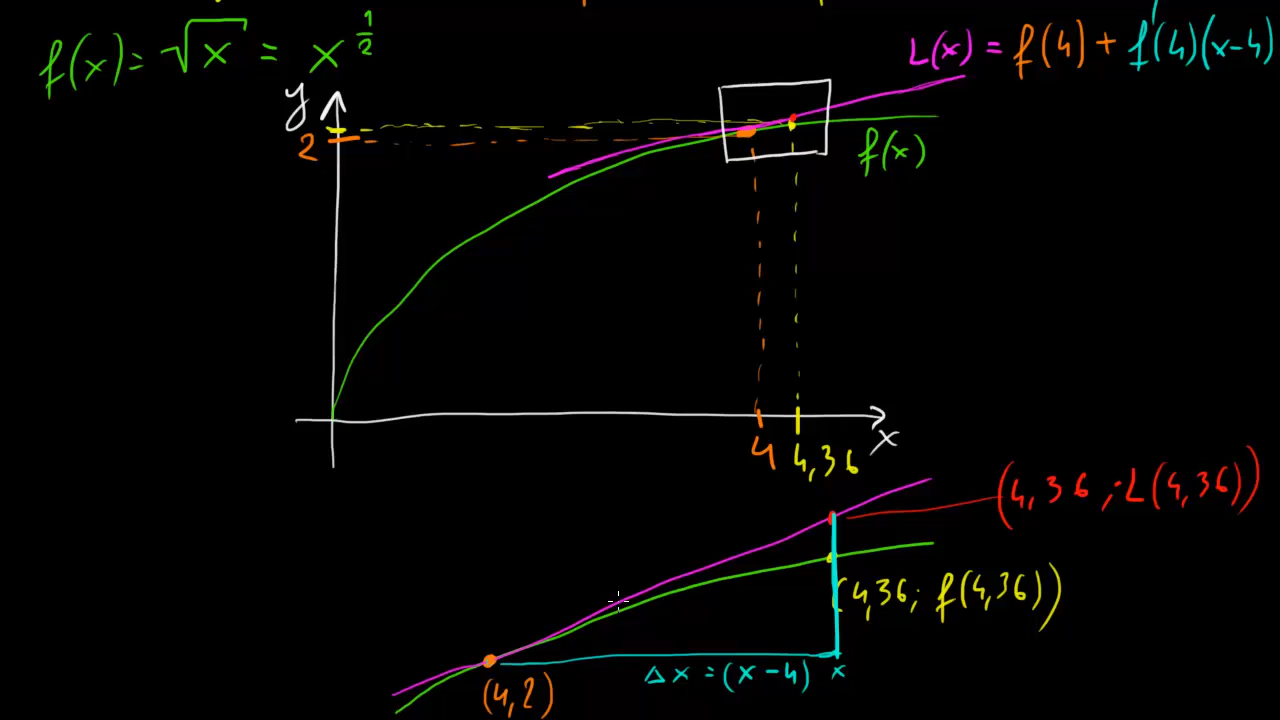 f(x) = √x = x^(1/2)
L(x) = f(4) + f'(4)(x-4)
y
2
f(x)
4
4,36
x
(4,36 ; L(4,36))
(4,36; f(4,36))
Δx = (x-4)
x
(4,2)